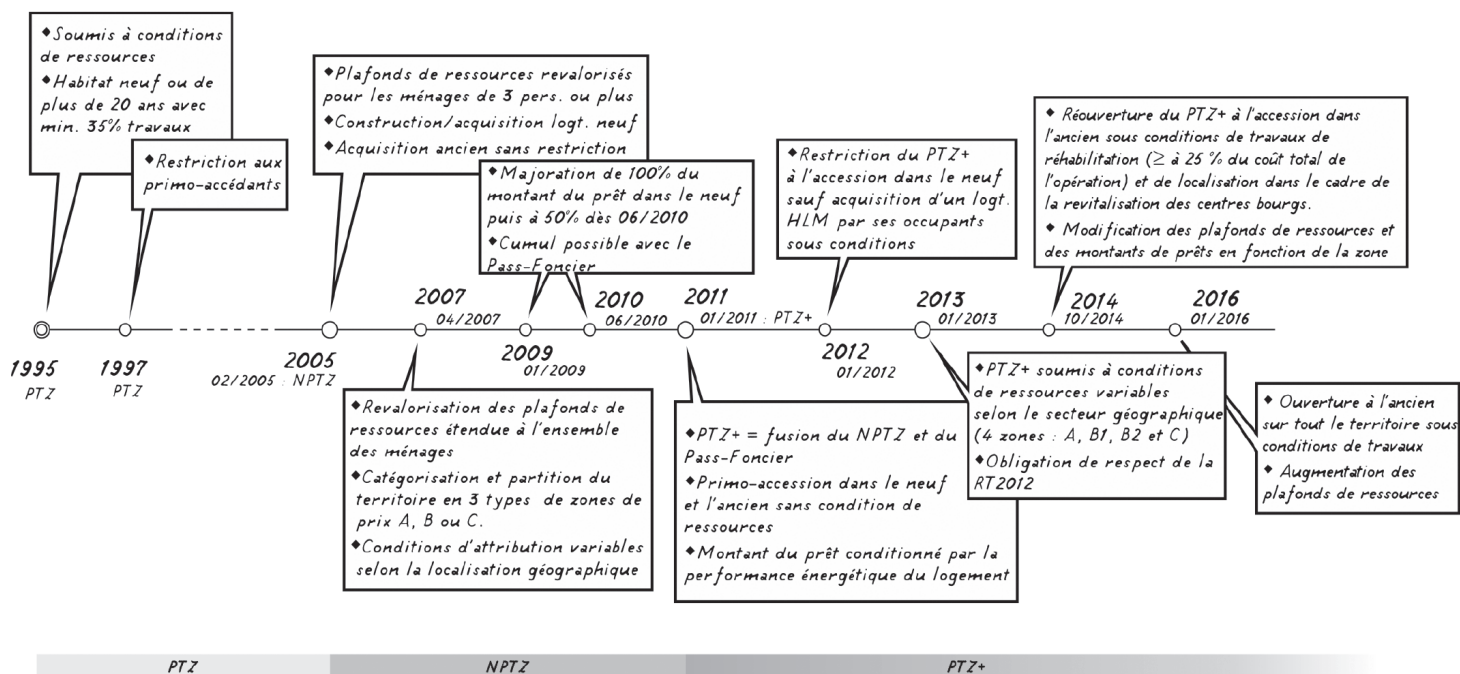 ◆Soumis à conditions
de ressources
◆Habitat neuf ou de
plus de 20 ans avec
min. 35% travaux
◆Restriction aux
primo-accédants
◆Plafonds de ressources revalorisés
pour les ménages de 3 pers. ou plus
◆Construction/acquisition logt. neuf
◆Acquisition ancien sans restriction
◆Majoration de 100% du
montant du prêt dans le neuf
puis à 50% dès 06/2010
◆Cumul possible avec le
Pass-Foncier
◆Restriction du PTZ+
à l'accession dans le neuf
sauf acquisition d'un logt.
HLM par ses occupants
sous conditions
◆ Réouverture du PTZ+ à l'accession dans
l'ancien sous conditions de travaux de
réhabilitation (≥ à 25 % du coût total de
l'opération) et de localisation dans le cadre de
la revitalisation des centres bourgs.
◆ Modification des plafonds de ressources et
des montants de prêts en fonction de la zone
1995
PTZ
1997
PTZ
2005
02/2005 : NPTZ
2007
04/2007
2009
01/2009
2010
06/2010
2011
01/2011 : PTZ+
2012
01/2012
2013
01/2013
2014
10/2014
2016
01/2016
◆Revalorisation des plafonds de
ressources étendue à l'ensemble
des ménages
◆Catégorisation et partition du
territoire en 3 types de zones de
prix A, B ou C.
◆Conditions d'attribution variables
selon la localisation géographique
◆PTZ+ = fusion du NPTZ et du
Pass-Foncier
◆Primo-accession dans le neuf
et l'ancien sans condition de
ressources
◆Montant du prêt conditionné par la
performance énergétique du logement
◆PTZ+ soumis à conditions
de ressources variables
selon le secteur géographique
(4 zones : A, B1, B2 et C)
◆Obligation de respect de la
RT2012
◆ Ouverture à l'ancien
sur tout le territoire sous
conditions de travaux
◆ Augmentation des
plafonds de ressources
PTZ
NPTZ
PTZ+